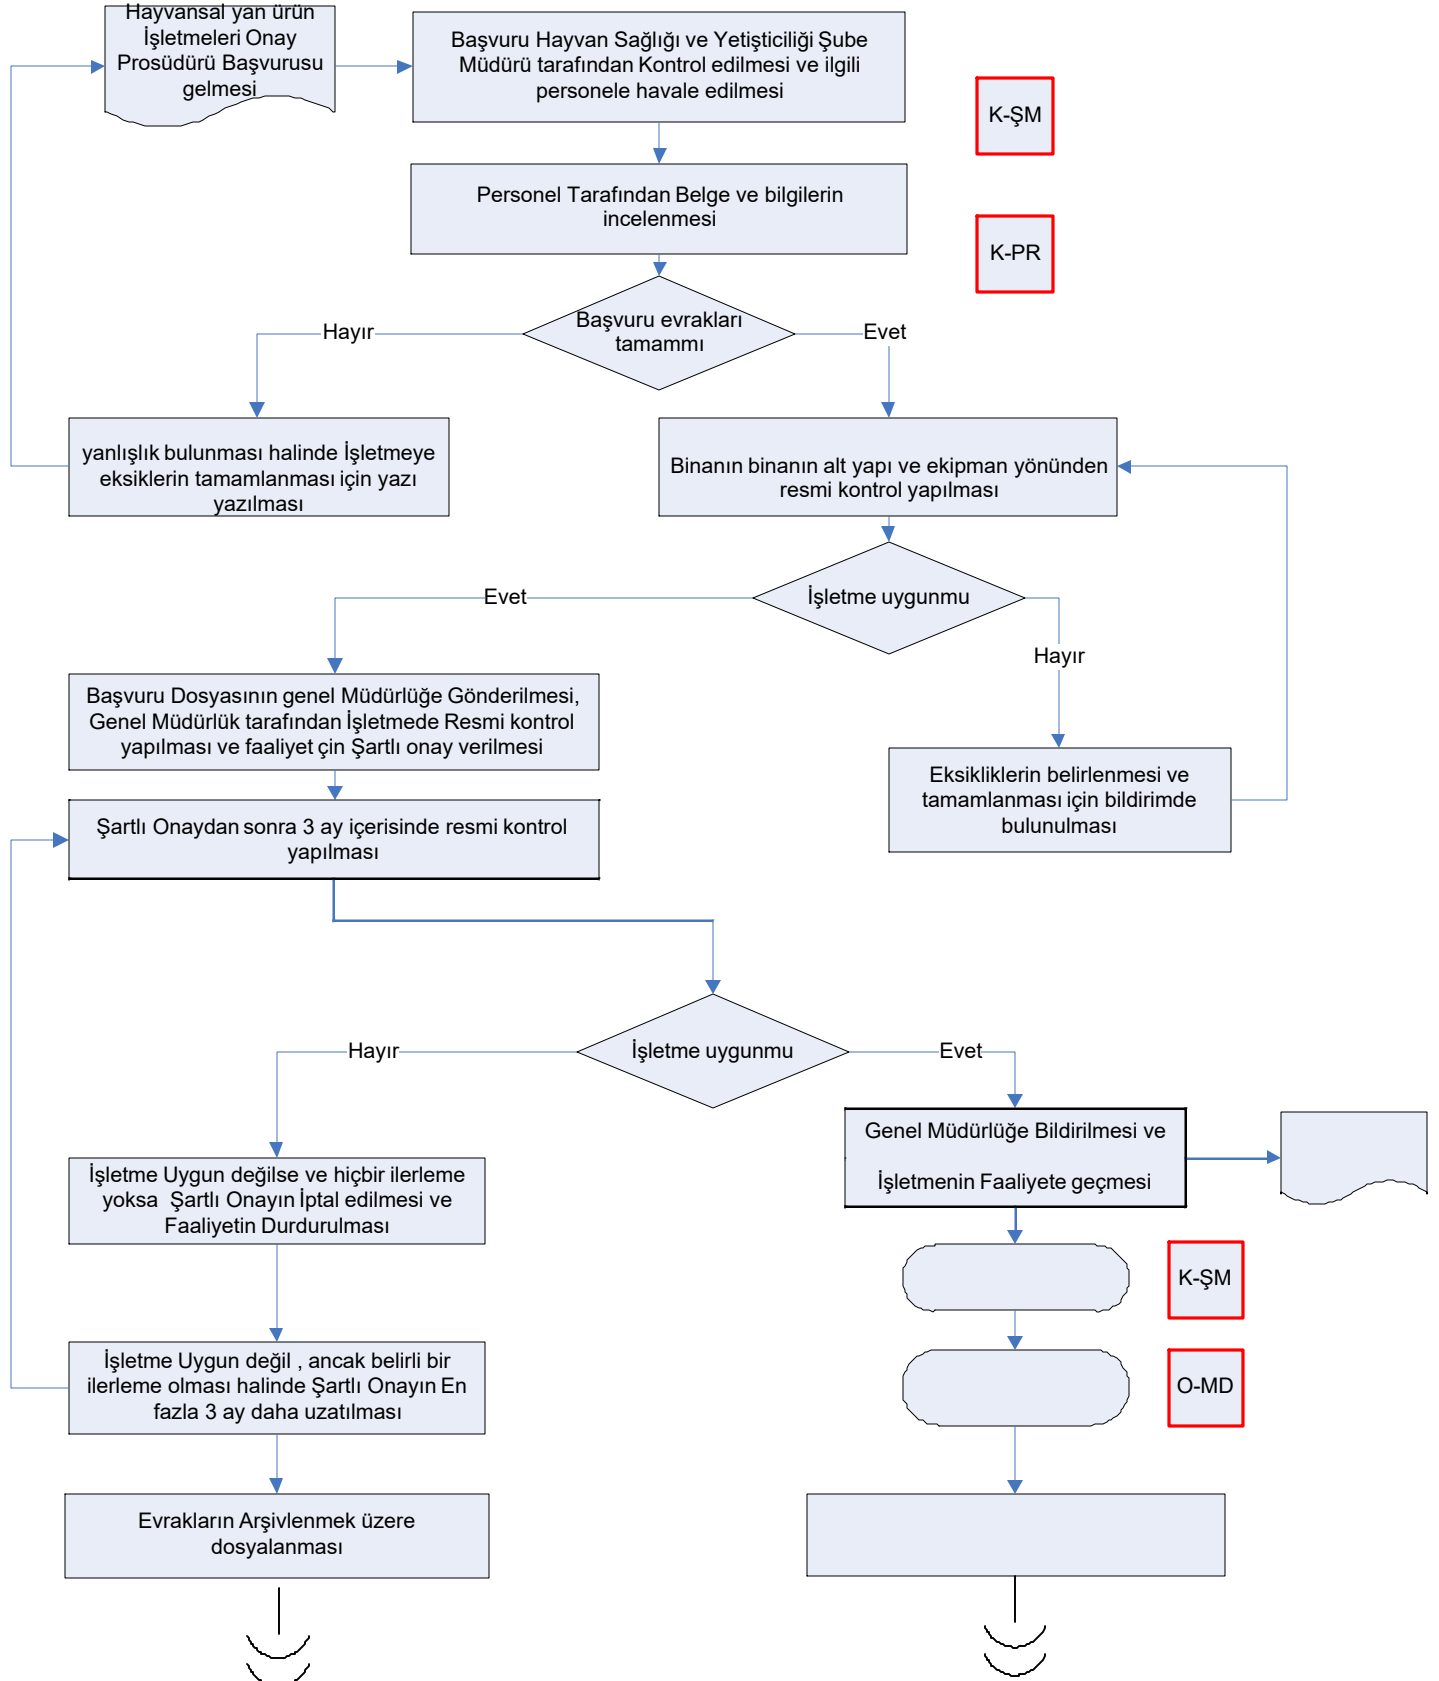 Hayvansal yan ürün
İşletmeleri Onay
Prosüdürü Başvurusu
gelmesi
Başvuru Hayvan Sağlığı ve Yetişticiliği Şube
Müdürü tarafından Kontrol edilmesi ve ilgili
personele havale edilmesi
K-ŞM
Personel Tarafından Belge ve bilgilerin
incelenmesi
K-PR
Başvuru evrakları
tamammı
Hayır
Evet
yanlışlık bulunması halinde İşletmeye
eksiklerin tamamlanması için yazı
yazılması
Binanın binanın alt yapı ve ekipman yönünden
resmi kontrol yapılması
İşletme uygunmu
Evet
Hayır
Başvuru Dosyasının genel Müdürlüğe Gönderilmesi,
Genel Müdürlük tarafından İşletmede Resmi kontrol
yapılması ve faaliyet çin Şartlı onay verilmesi
Eksikliklerin belirlenmesi ve
tamamlanması için bildirimde
bulunulması
Şartlı Onaydan sonra 3 ay içerisinde resmi kontrol
yapılması
İşletme uygunmu
Hayır
Evet
Genel Müdürlüğe Bildirilmesi ve
İşletmenin Faaliyete geçmesi
İşletme Uygun değilse ve hiçbir ilerleme
yoksa Şartlı Onayın İptal edilmesi ve
Faaliyetin Durdurulması
K-ŞM
İşletme Uygun değil , ancak belirli bir
ilerleme olması halinde Şartlı Onayın En
fazla 3 ay daha uzatılması
O-MD
Evrakların Arşivlenmek üzere
dosyalanması